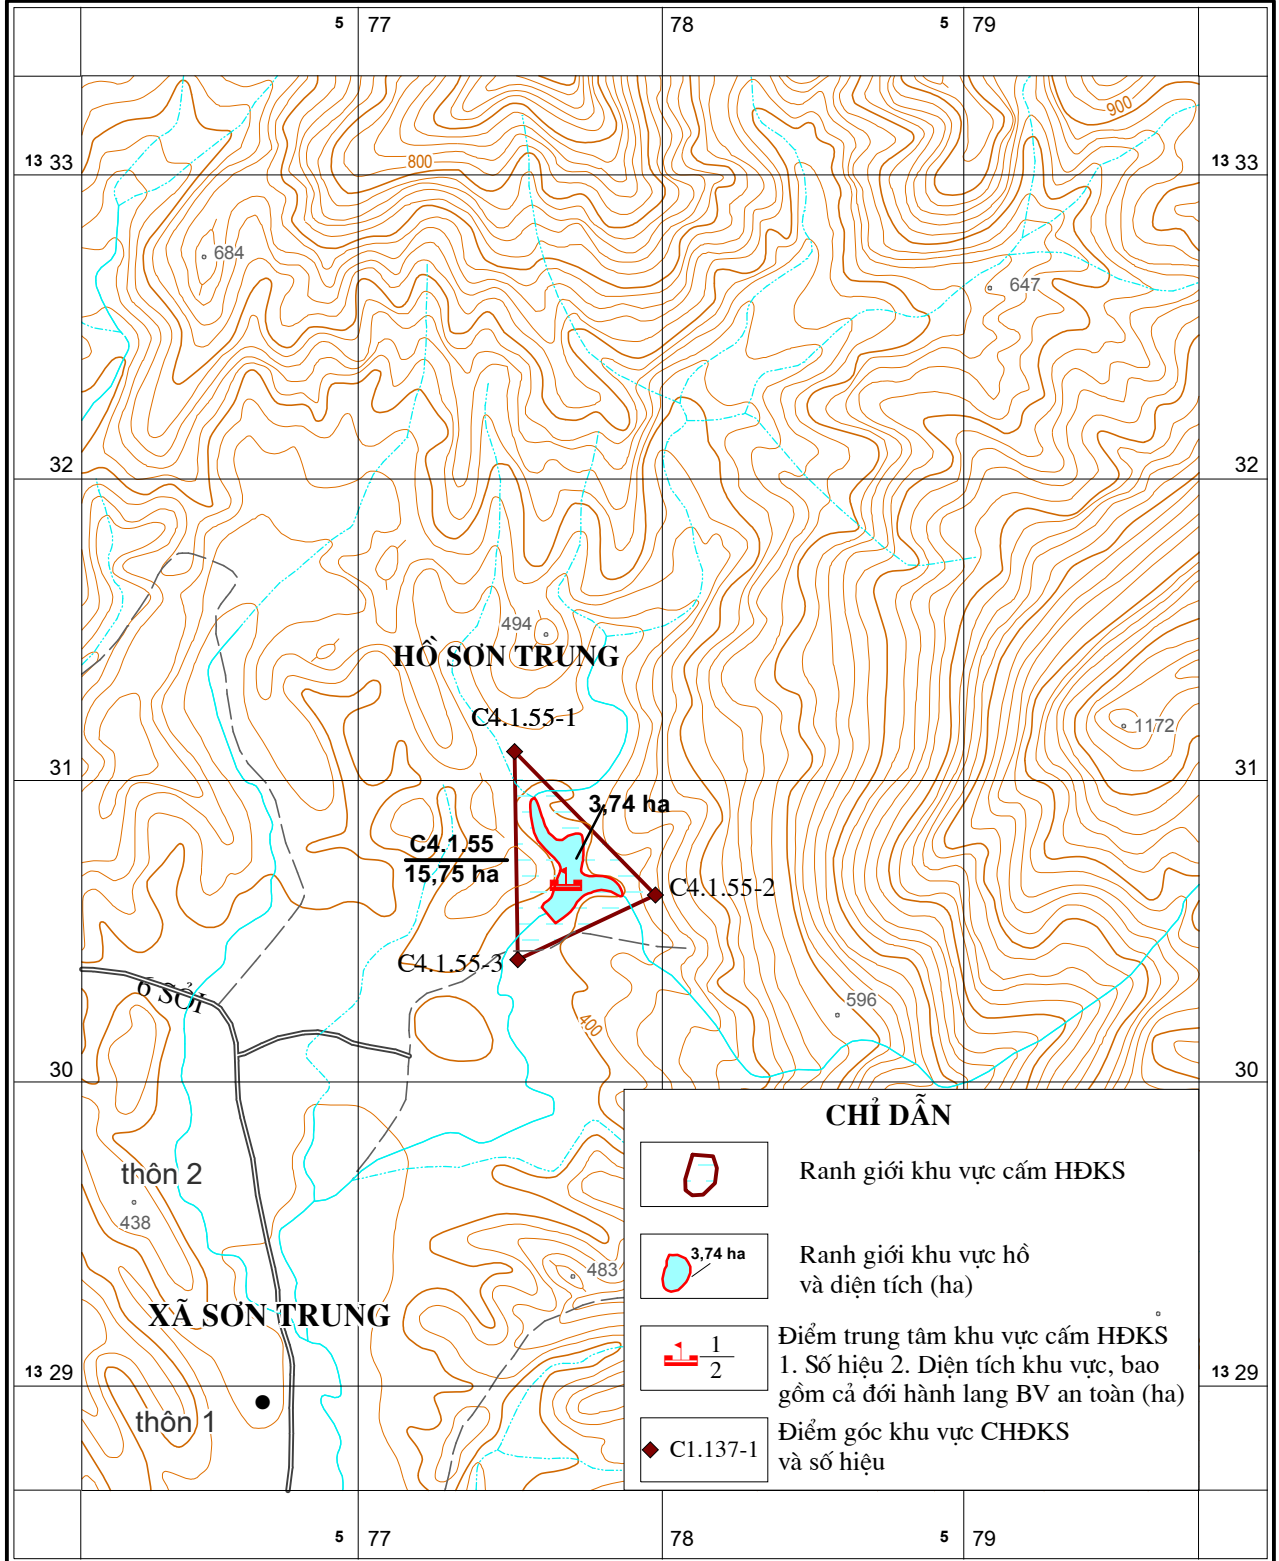 5 77 78 5 79
900
13 33 800 13 33
684
647
32 32
494
HỒ SƠN TRUNG
C4.1.55-1
1172
31 31
3,74 ha
C4.1.55
15,75 ha
C4.1.55-2
C4.1.55-3
ô SỎI
596
400
30 30
CHỈ DẪN
Ranh giới khu vực cấm HĐKS
thôn 2
438
3,74 ha
Ranh giới khu vực hồ
và diện tích (ha)
483
XÃ SƠN TRUNG
1
2
Điểm trung tâm khu vực cấm HĐKS
1. Số hiệu 2. Diện tích khu vực, bao
gồm cả đới hành lang BV an toàn (ha)
13 29 13 29
thôn 1
C1.137-1
Điểm góc khu vực CHĐKS
và số hiệu
5 77 78 5 79